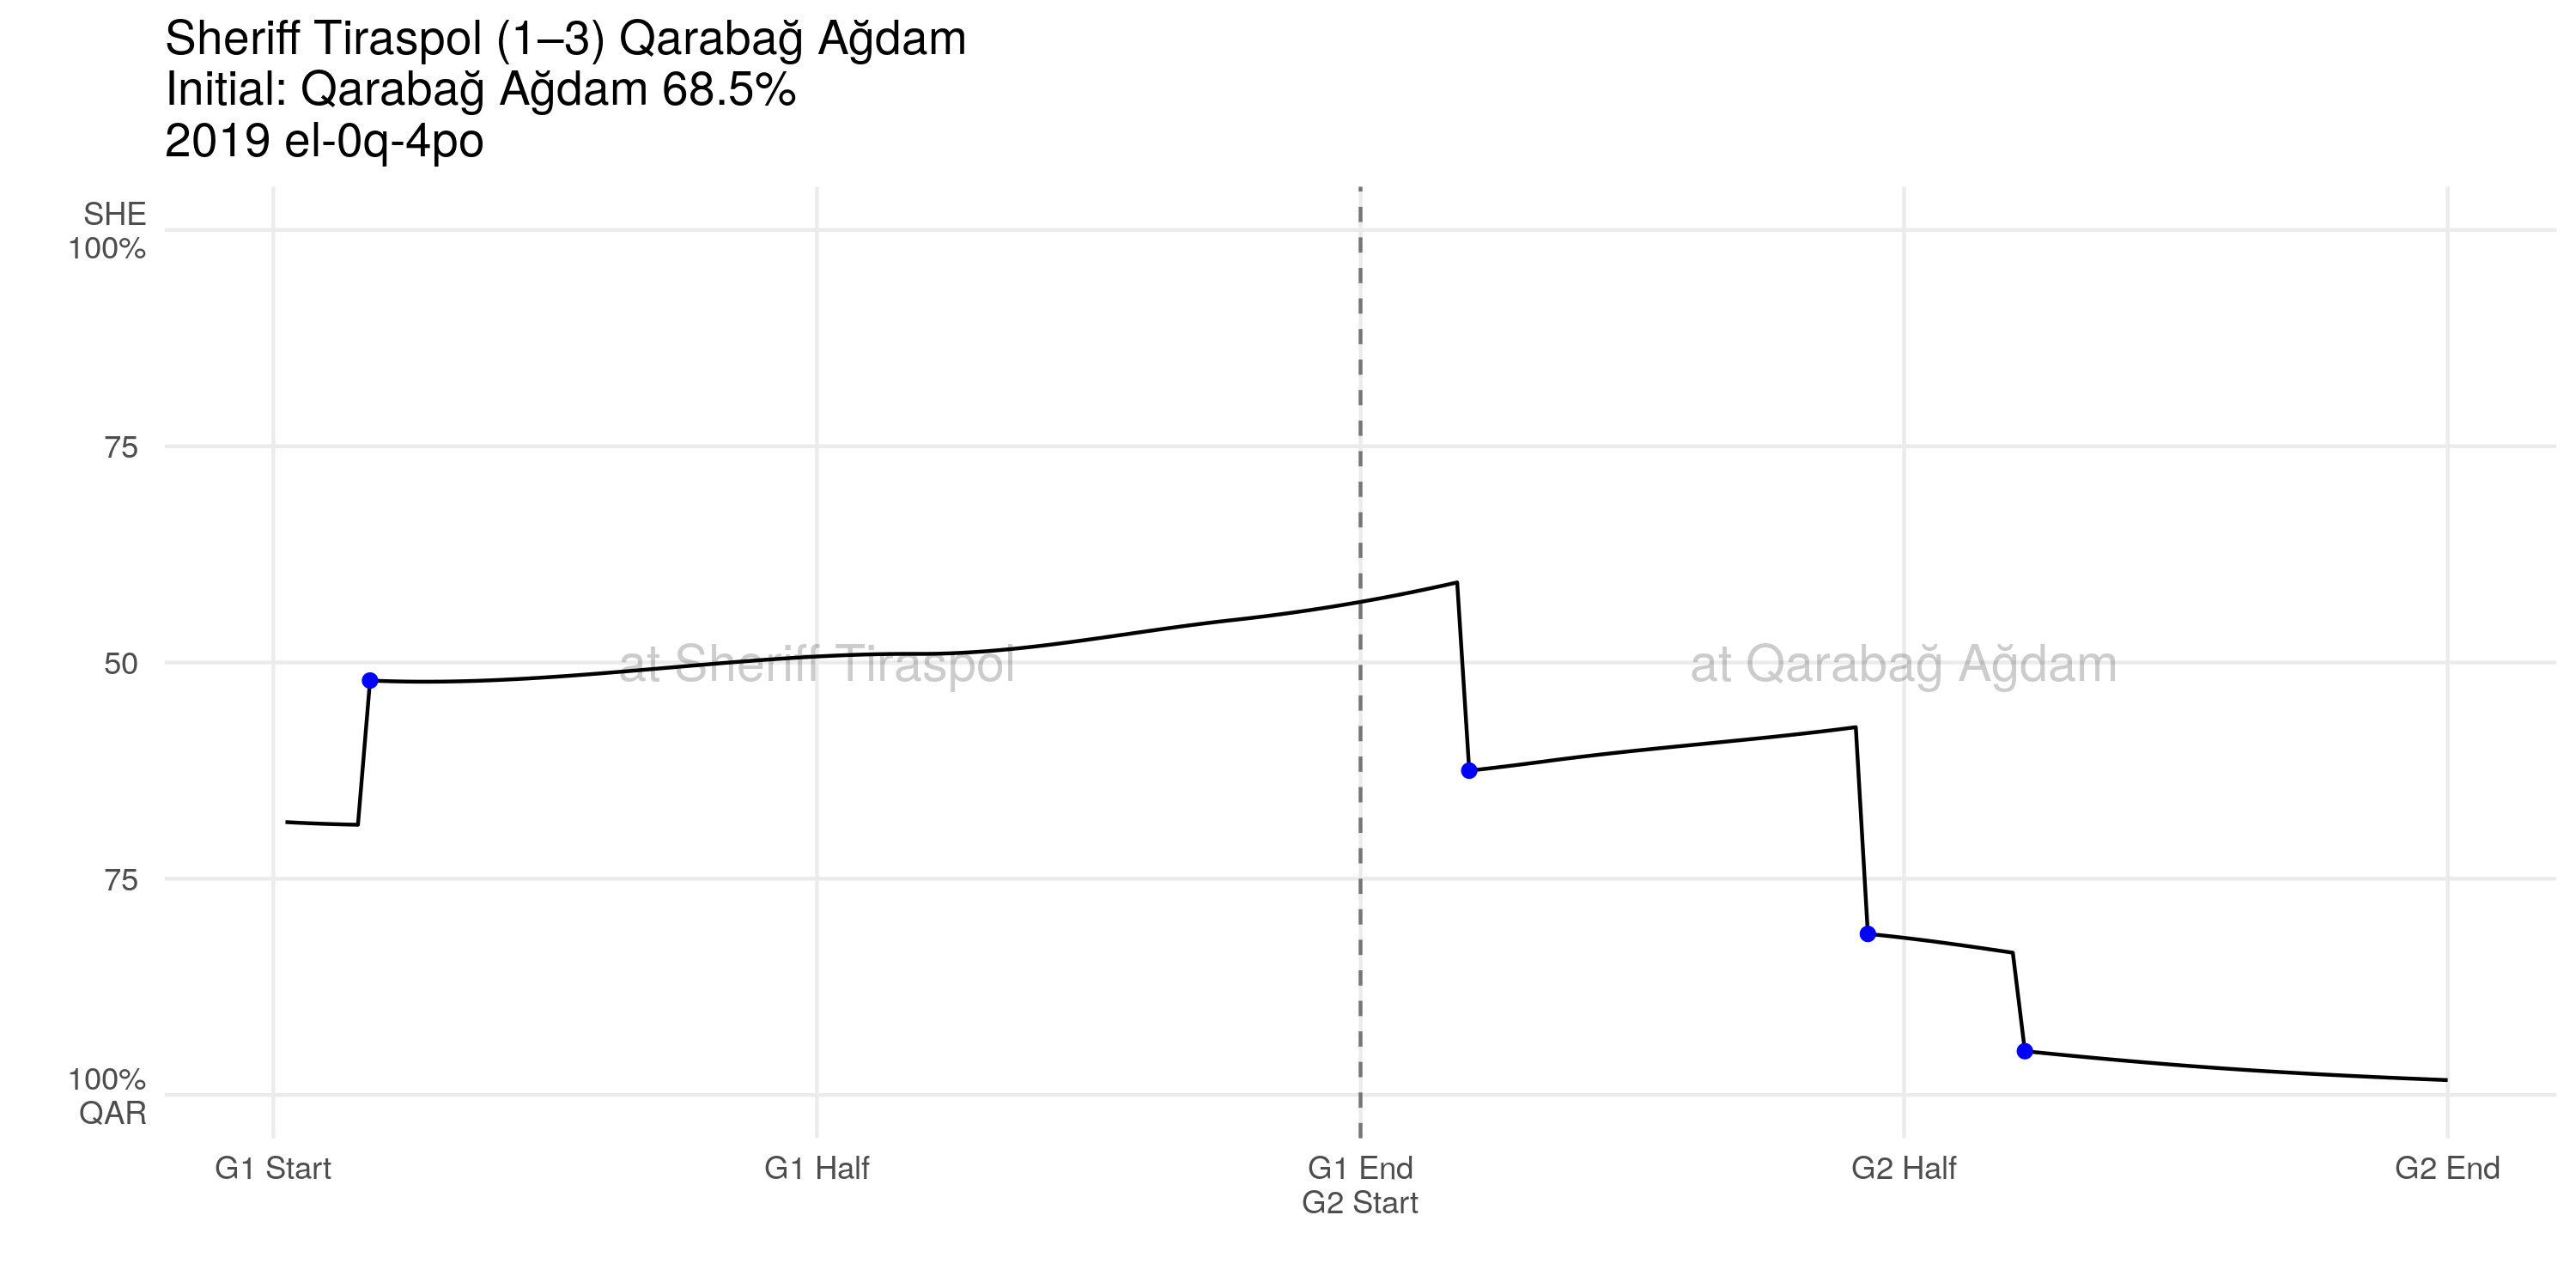 Sheriff Tiraspol (1–3) Qarabağ Ağdam
Initial: Qarabağ Ağdam 68.5%
2019 el-0q-4po
SHE
100%
75
50
75
100%
QAR
at Sheriff Tiraspol
at Qarabağ Ağdam
G1 Start
G1 Half
G1 End
G2 Start
G2 Half
G2 End